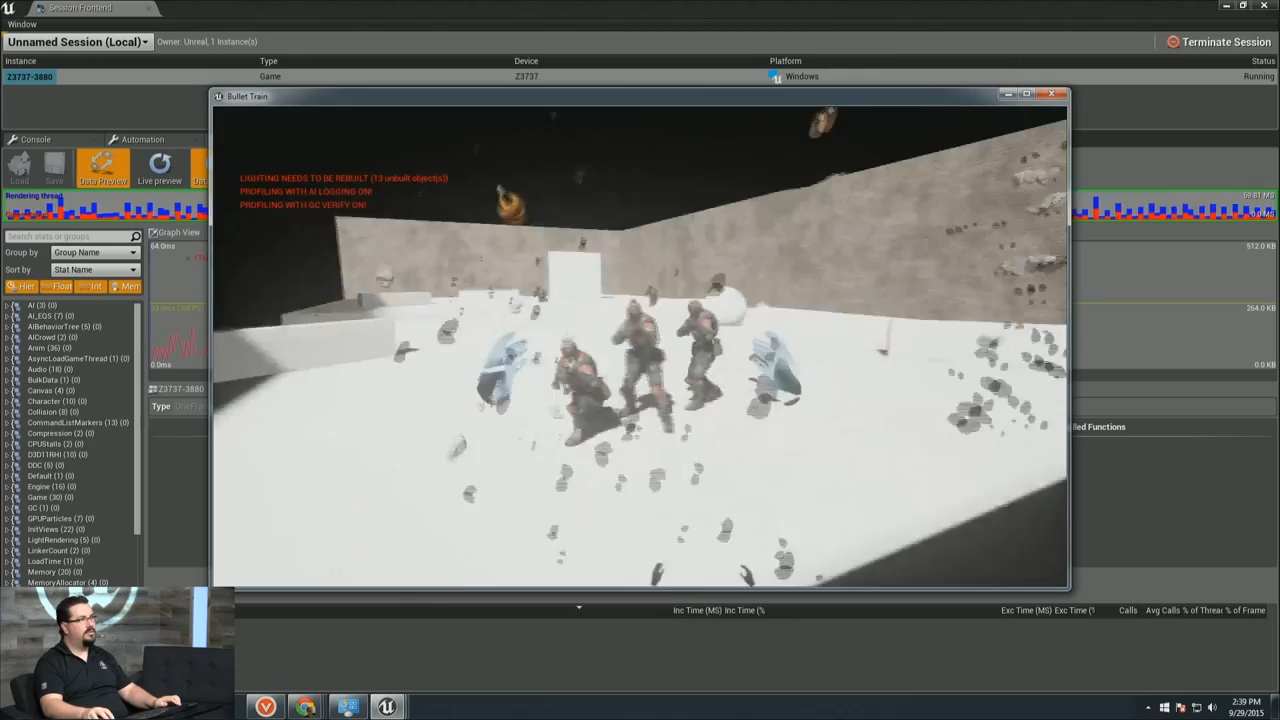 Session Frontend
Window
Unnamed Session (Local)
Owner: Unreal, 1 Instance(s)
Terminate Session
Instance Type Device Platform Status
Z3737-3880 Game Z3737 Windows Running
Bullet Train
Console Automation
Load Save Data Preview Live preview
LIGHTING NEEDS TO BE REBUILT (13 unbuilt object(s))
PROFILING WITH AI LOGGING ON!
PROFILING WITH GC VERIFY ON!
Rendering thread
59.81 MS
0.0 MS
Search stats or groups
Graph View
Group by Group Name
64.0ms
512.0 KB
Sort by Stat Name
Hier Float Int Mem
AI (3) (0)
264.0 KB
AI_EQS (7) (0)
AIBehaviorTree (5) (0)
AICrowd (2) (0)
Anim (36) (0)
AsyncLoadGameThread (1) (0)
0.0ms
0.0 KB
Audio (18) (0)
BulkData (1) (0)
Canvas (4) (0)
Z3737-3880
Character (10) (0)
Type OneFram
Collision (8) (0)
CommandListMarkers (13) (0)
lled Functions
Compression (2) (0)
CPUStalls (2) (0)
D3D11RHI (10) (0)
DDC (5) (0)
Default (1) (0)
Engine (16) (0)
Game (30) (0)
GC (1) (0)
GPUParticles (7) (0)
InitViews (22) (0)
LightRendering (5) (0)
LinkerCount (2) (0)
LoadTime (1) (0)
Memory (20) (0)
MemoryAllocator (4) (0)
Inc Time (MS) Inc Time (% Exc Time (MS) Exc Time (% Calls Avg Calls % of Threac % of Frame
2:39 PM
9/29/2015